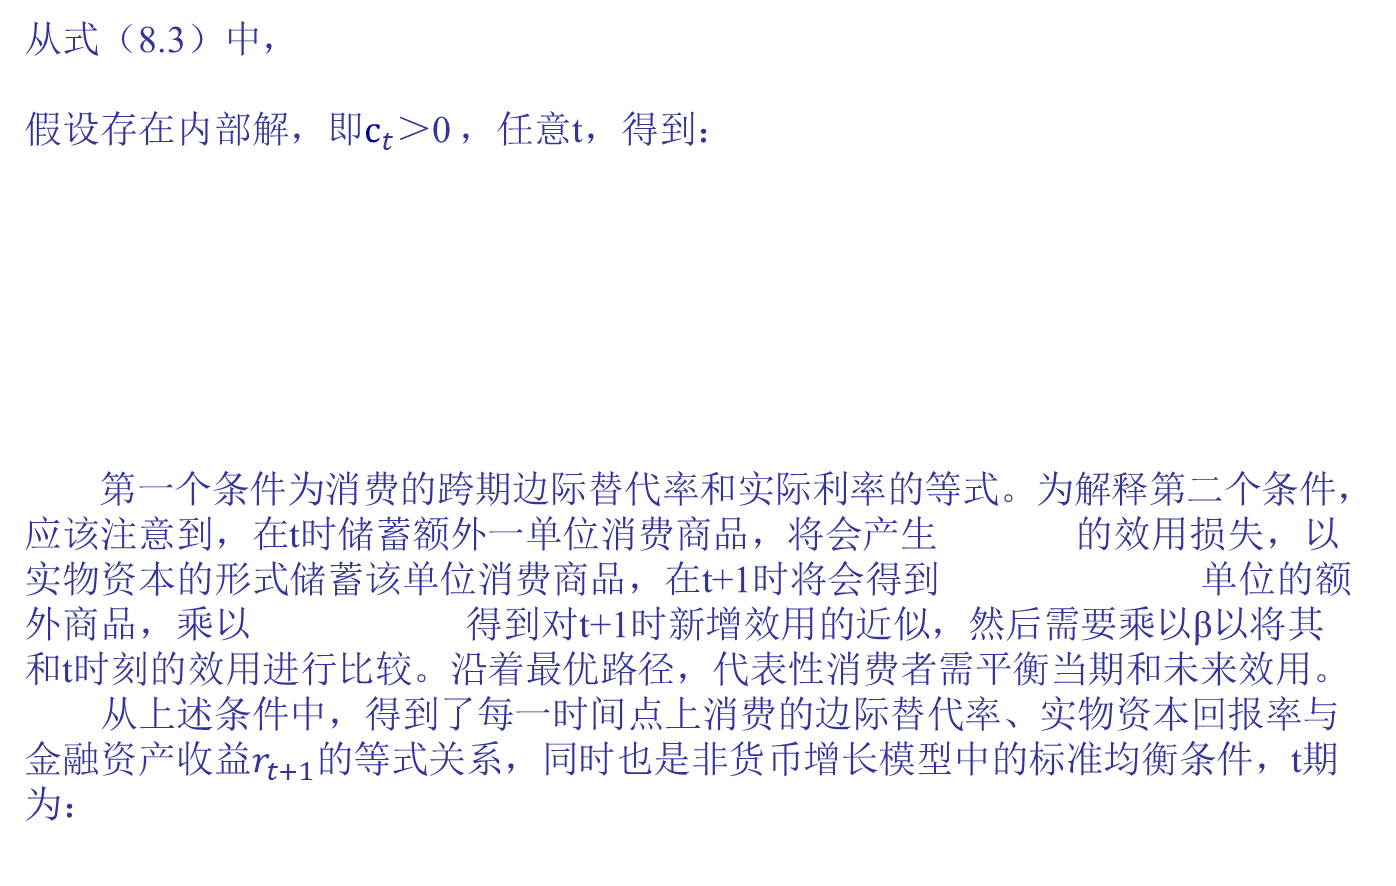 从式（8.3）中，
假设存在内部解，即c_t＞0 ，任意t，得到：
第一个条件为消费的跨期边际替代率和实际利率的等式。为解释第二个条件，
应该注意到，在t时储蓄额外一单位消费商品，将会产生 的效用损失，以
实物资本的形式储蓄该单位消费商品，在t+1时将会得到 单位的额
外商品，乘以 得到对t+1时新增效用的近似，然后需要乘以β以将其
和t时刻的效用进行比较。沿着最优路径，代表性消费者需平衡当期和未来效用。
从上述条件中，得到了每一时间点上消费的边际替代率、实物资本回报率与
金融资产收益r_{t+1}的等式关系，同时也是非货币增长模型中的标准均衡条件，t期
为：